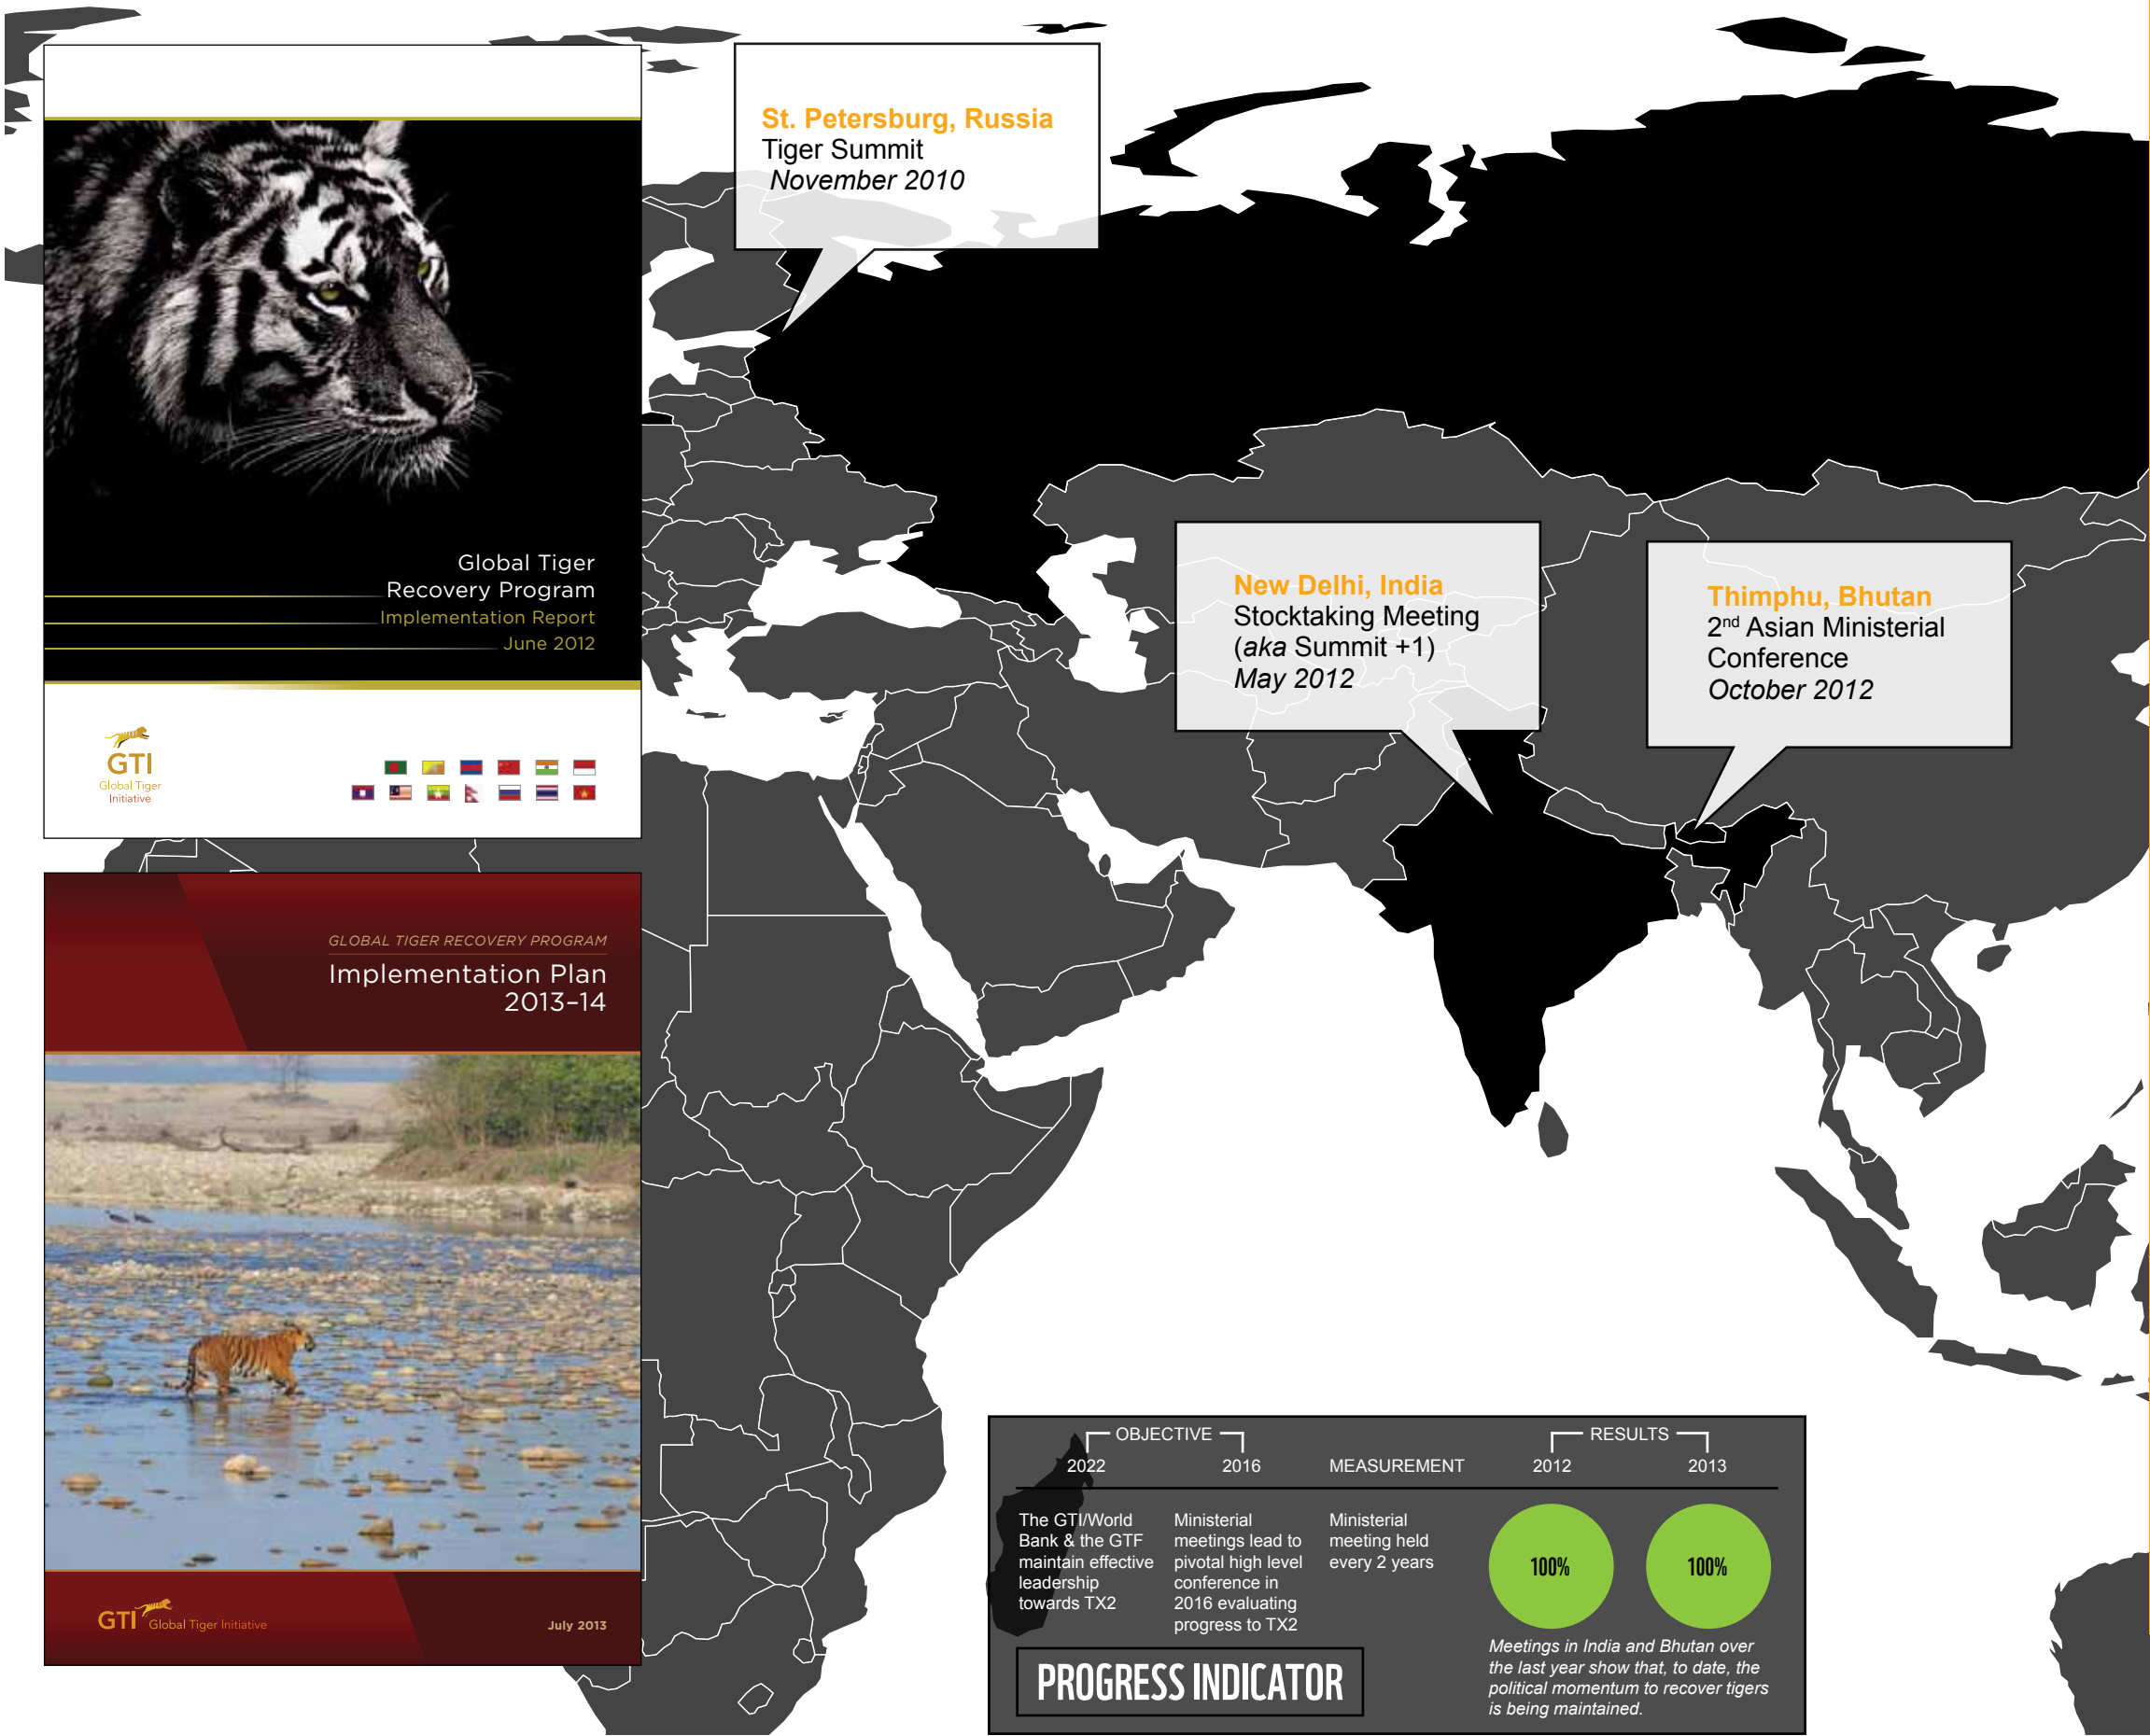 Global Tiger
Recovery Program
Implementation Report
June 2012
GTI
Global Tiger
Initiative
GLOBAL TIGER RECOVERY PROGRAM
Implementation Plan
2013–14
GTI Global Tiger Initiative
July 2013
St. Petersburg, Russia
Tiger Summit
November 2010
New Delhi, India
Stocktaking Meeting
(aka Summit +1)
May 2012
Thimphu, Bhutan
2nd Asian Ministerial
Conference
October 2012
OBJECTIVE
RESULTS
2022
2016
MEASUREMENT
2012
2013
The GTI/World
Bank & the GTF
maintain effective
leadership
towards TX2
Ministerial
meetings lead to
pivotal high level
conference in
2016 evaluating
progress to TX2
Ministerial
meeting held
every 2 years
100%
100%
Meetings in India and Bhutan over
the last year show that, to date, the
political momentum to recover tigers
is being maintained.
PROGRESS INDICATOR